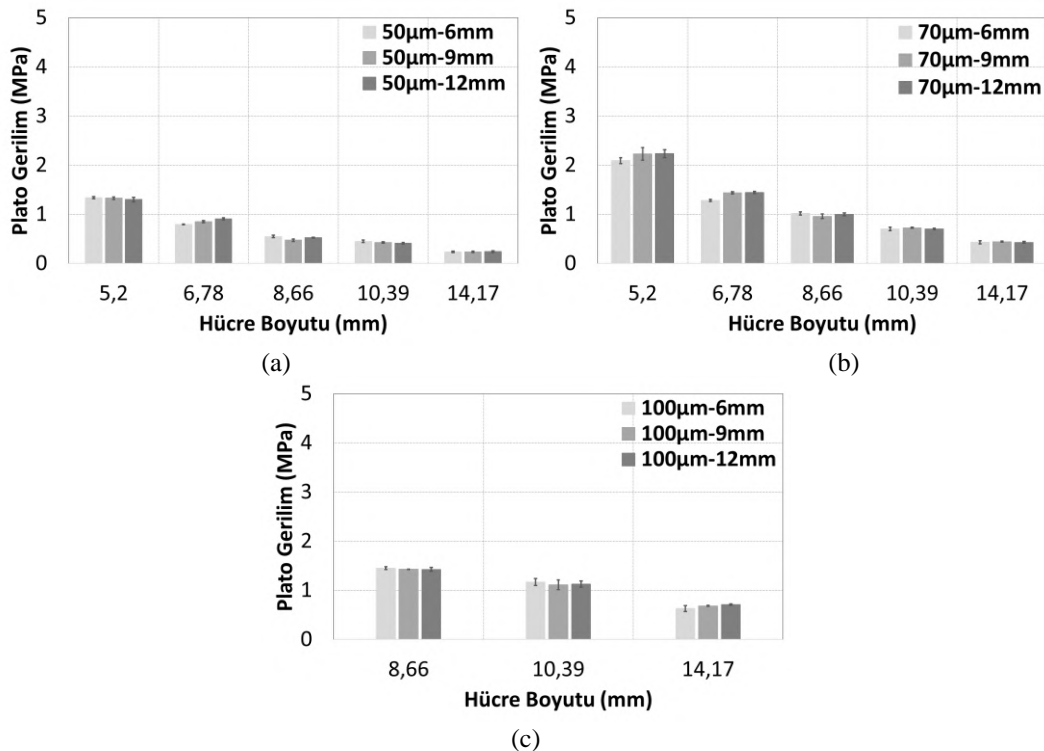 5
4
3
2
1
0
Plato Gerilim (MPa)
50μm-6mm
50μm-9mm
50μm-12mm
5,2 6,78 8,66 10,39 14,17
Hücre Boyutu (mm)
(a)
5
4
3
2
1
0
Plato Gerilim (MPa)
70μm-6mm
70μm-9mm
70μm-12mm
5,2 6,78 8,66 10,39 14,17
Hücre Boyutu (mm)
(b)
5
4
3
2
1
0
Plato Gerilim (MPa)
100μm-6mm
100μm-9mm
100μm-12mm
8,66 10,39 14,17
Hücre Boyutu (mm)
(c)